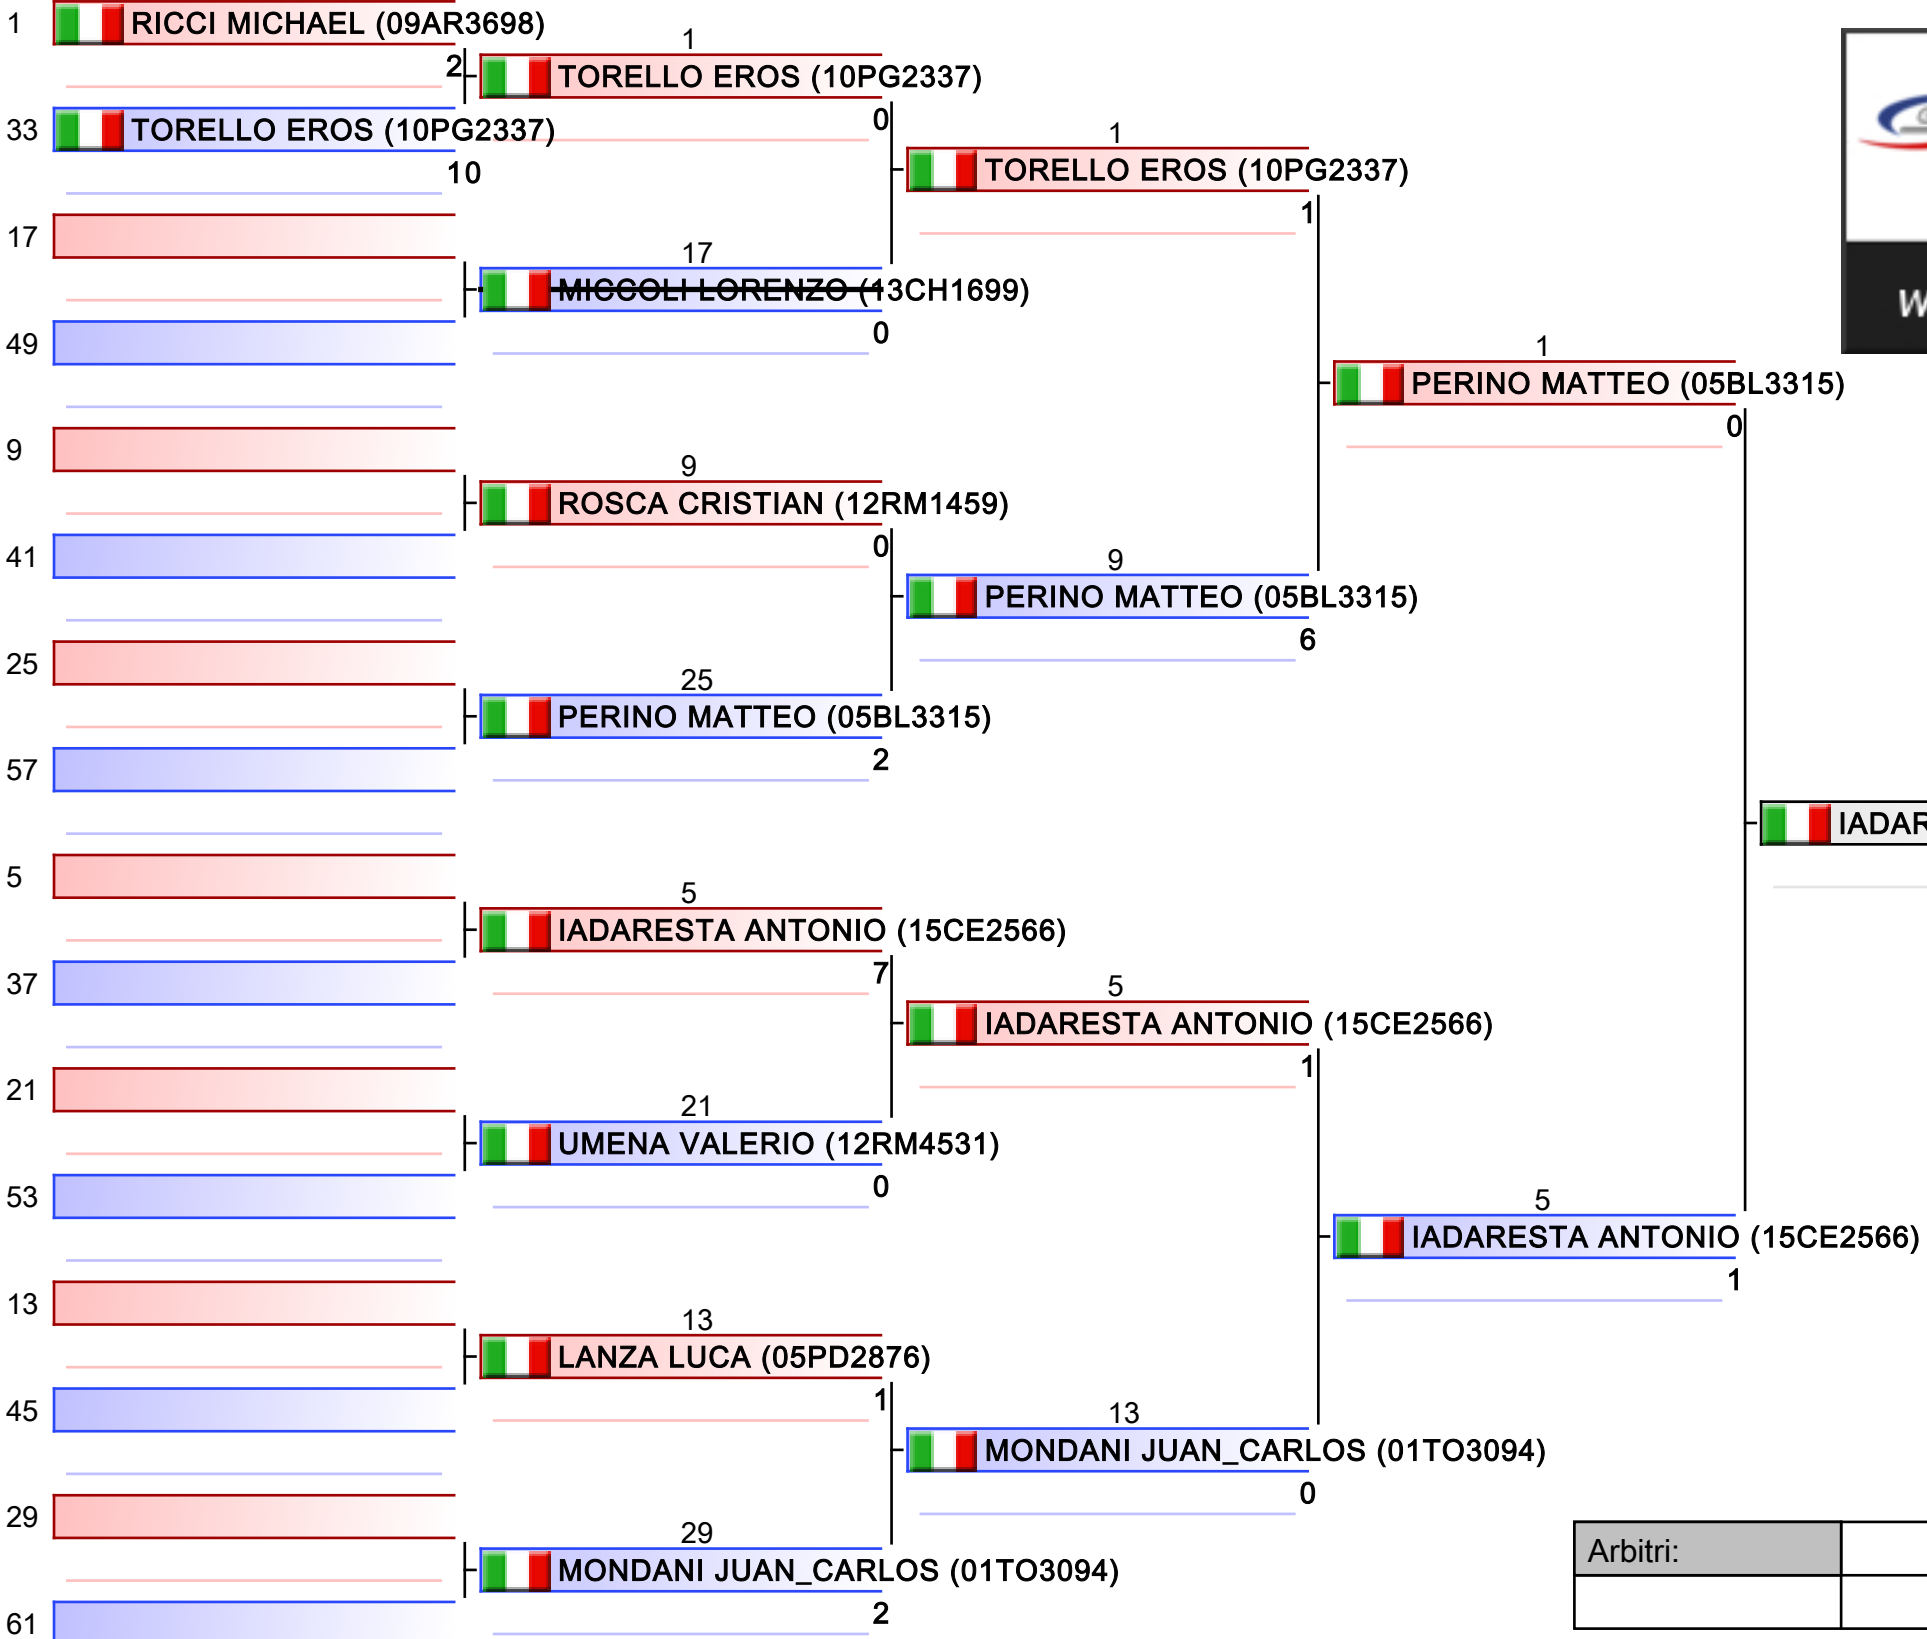 1 RICCI MICHAEL (09AR3698)
1
2 TORELLO EROS (10PG2337)
33 TORELLO EROS (10PG2337)
0
1
10
TORELLO EROS (10PG2337)
1
17
17
MICCOLI LORENZO (13CH1699)
0
49
1
PERINO MATTEO (05BL3315)
0
9
9
ROSCA CRISTIAN (12RM1459)
0
41
9
PERINO MATTEO (05BL3315)
6
25
25
PERINO MATTEO (05BL3315)
2
57
IADAR
5
5
IADARESTA ANTONIO (15CE2566)
7
37
5
IADARESTA ANTONIO (15CE2566)
1
21
21
UMENA VALERIO (12RM4531)
0
53
5
IADARESTA ANTONIO (15CE2566)
1
13
13
LANZA LUCA (05PD2876)
1
45
13
MONDANI JUAN_CARLOS (01TO3094)
0
29
29
MONDANI JUAN_CARLOS (01TO3094)
2
61
Arbitri: